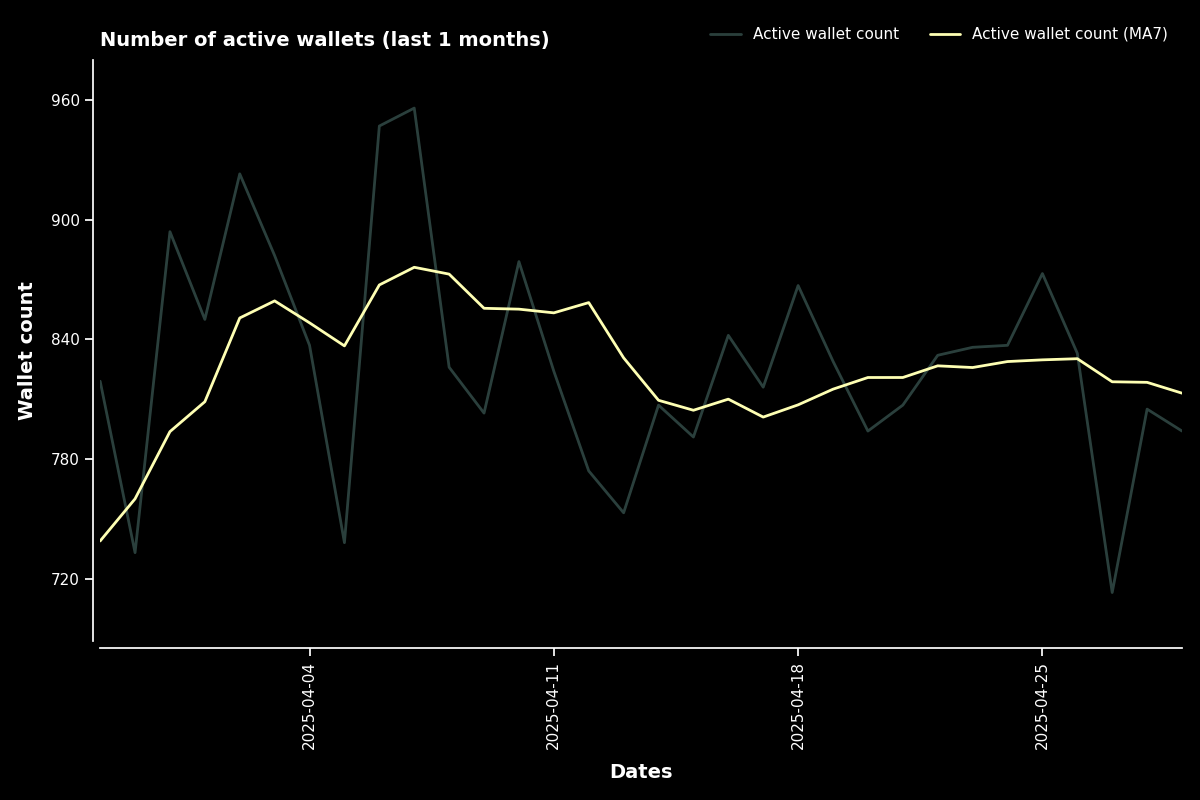 Number of active wallets (last 1 months)
Active wallet count
Active wallet count (MA7)
Wallet count
960
900
840
780
720
2025-04-04
2025-04-11
2025-04-18
2025-04-25
Dates